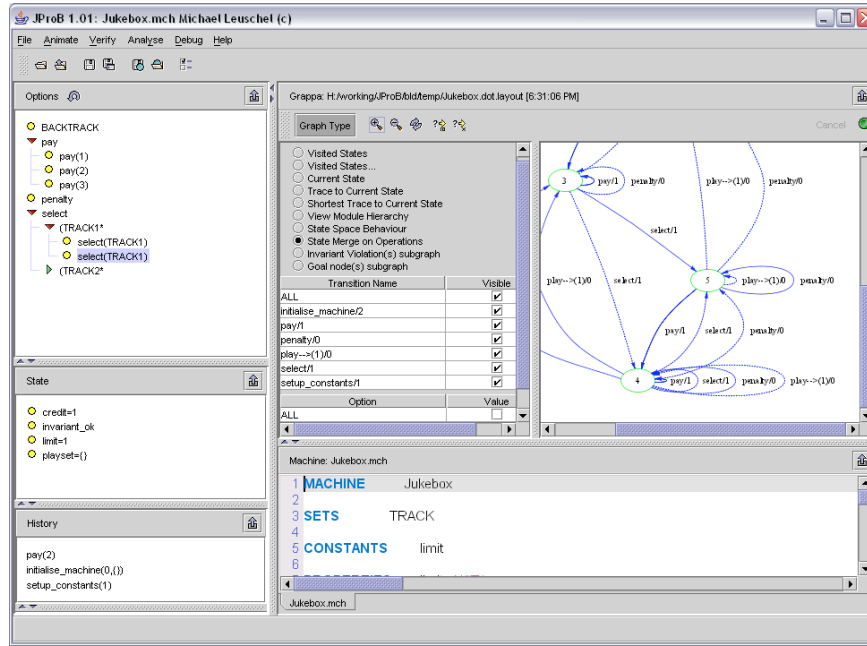 JProB 1.01: Jukebox.mch Michael Leuschel (c)
File Animate Verify Analyse Debug Help
Options
BACKTRACK
pay
pay(1)
pay(2)
pay(3)
penalty
select
(TRACK1*
select(TRACK1)
select(TRACK1)
(TRACK2*
State
credit=1
invariant_ok
limit=1
playset={}
History
pay(2)
initialise_machine(0,{})
setup_constants(1)
Grappa: H:/working/JProB/bld/temp/Jukebox.dot.layout [6:31:06 PM]
Graph Type
Cancel
Visited States
Visited States...
Current State
Trace to Current State
Shortest Trace to Current State
View Module Hierarchy
State Space Behaviour
State Merge on Operations
Invariant Violation(s) subgraph
Goal node(s) subgraph
Transition Name Visible
ALL
initialise_machine/2
pay/1
penalty/0
play-->(1)/0
select/1
setup_constants/1
Option Value
ALL
3 pay/1 penalty/0 play-->(1)/0 penalty/0
select/1
play-->(1)/0 select/1 5 play-->(1)/0 penalty/0
pay/1 select/1 penalty/0
4 pay/1 select/1 penalty/0 play-->(1)/0
Machine: Jukebox.mch
1 MACHINE Jukebox
2
3 SETS TRACK
4
5 CONSTANTS limit
6
Jukebox.mch